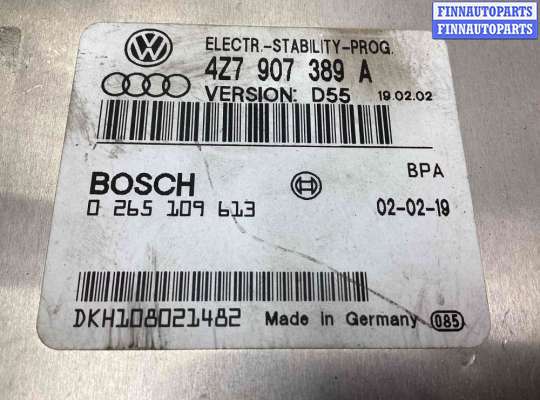 FINNAUTOPARTS
FINNAUTOPARTS
FINNAUTOPARTS
ELECTR.-STABILITY-PROG.
4Z7 907 389 A
VERSION: D55 19.02.02
BPA
BOSCH
0 265 109 613 02-02-19
DKH108021482 Made in Germany 085